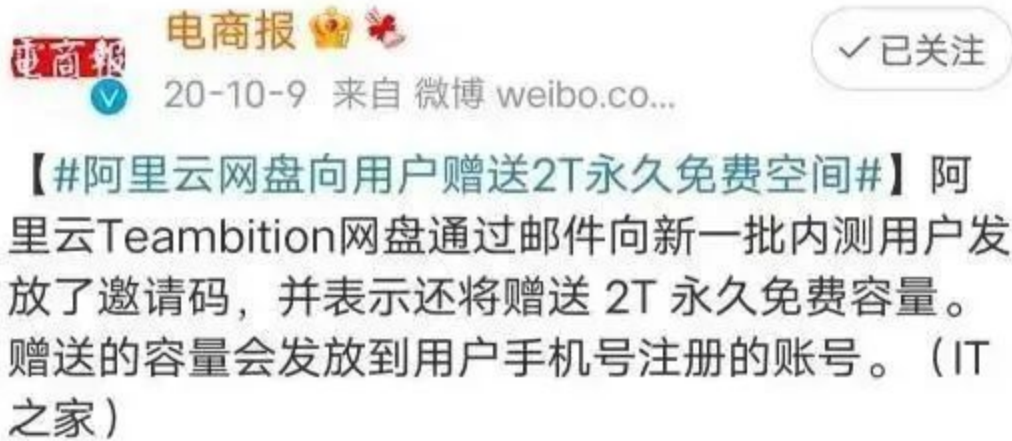 電商報
电商报
已关注
20-10-9 来自 微博 weibo.co...
【#阿里云网盘向用户赠送2T永久免费空间#】阿
里云Teambition网盘通过邮件向新一批内测用户发
放了邀请码，并表示还将赠送 2T 永久免费容量。
赠送的容量会发放到用户手机号注册的账号。（IT
之家）